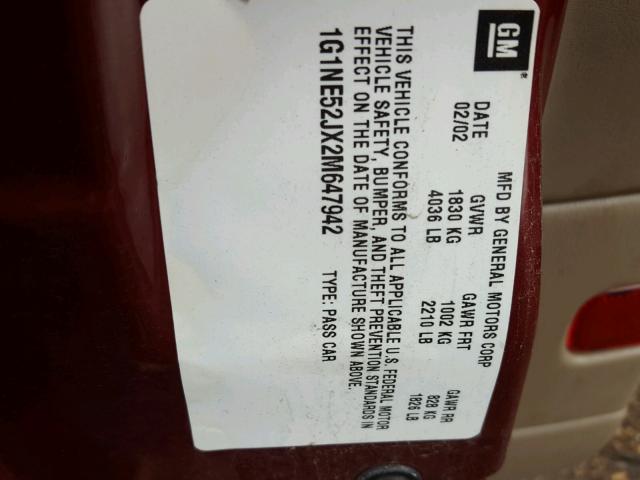 GM
MFD BY GENERAL MOTORS CORP
DATE GVWR GAWR FRT GAWR RR
02/02 1830 KG 1002 KG 828 KG
4036 LB 2210 LB 1826 LB
THIS VEHICLE CONFORMS TO ALL APPLICABLE U.S. FEDERAL MOTOR
VEHICLE SAFETY, BUMPER, AND THEFT PREVENTION STANDARDS IN
EFFECT ON THE DATE OF MANUFACTURE SHOWN ABOVE.
1G1NE52JX2M647942 TYPE: PASS CAR